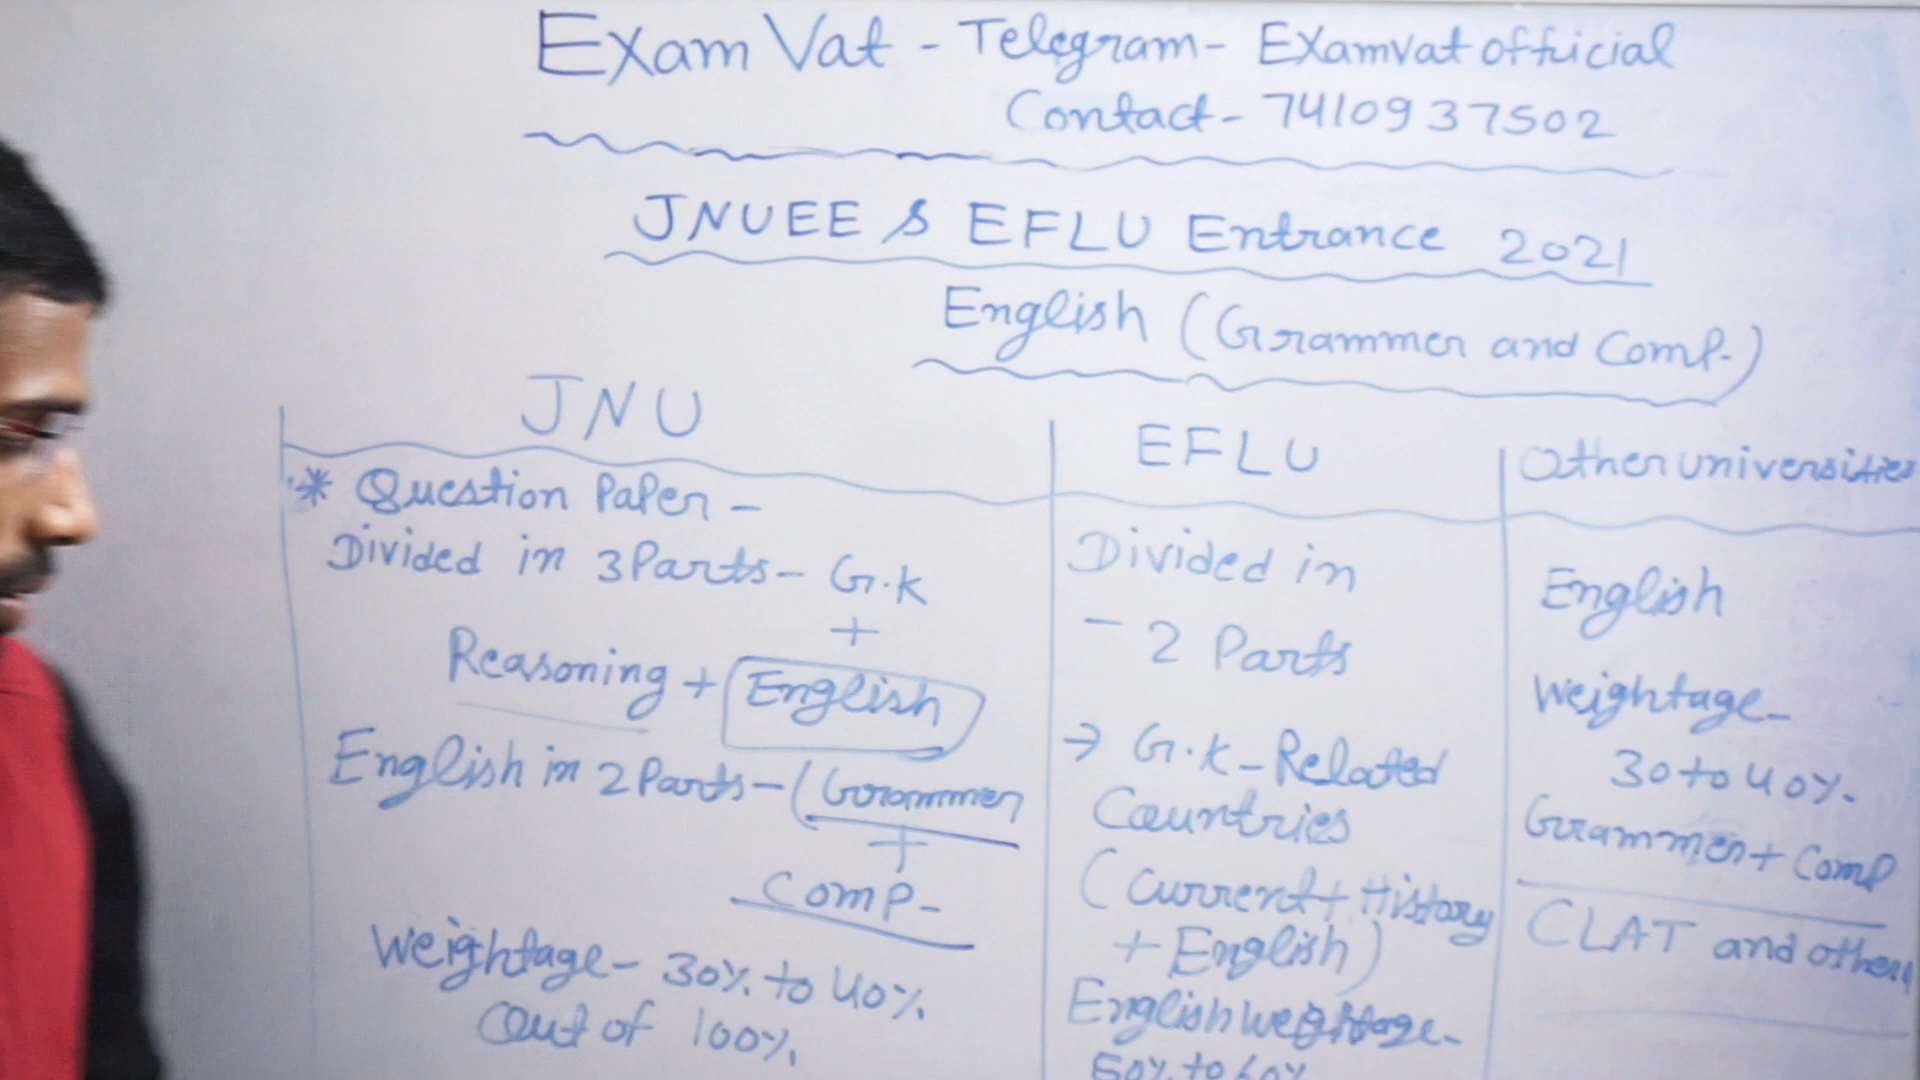 Exam Vat - Telegram - Examvat official
Contact - 7410937502
JNUEE & EFLU Entrance 2021
English (Grammer and Comp.)
JNU
* Question Paper -
Divided in 3 Parts - G.K
+
Reasoning + English
English in 2 Parts - (Grammer
+
Comp -
Weightage - 30% to 40%
Out of 100%
EFLU
Divided in
- 2 Parts
→ G.K - Related
Countries
(Current + History
+ English)
English Weightage -
50% to 60%
Other universities
English
Weightage -
30 to 40%.
Grammer + Comp
CLAT and others